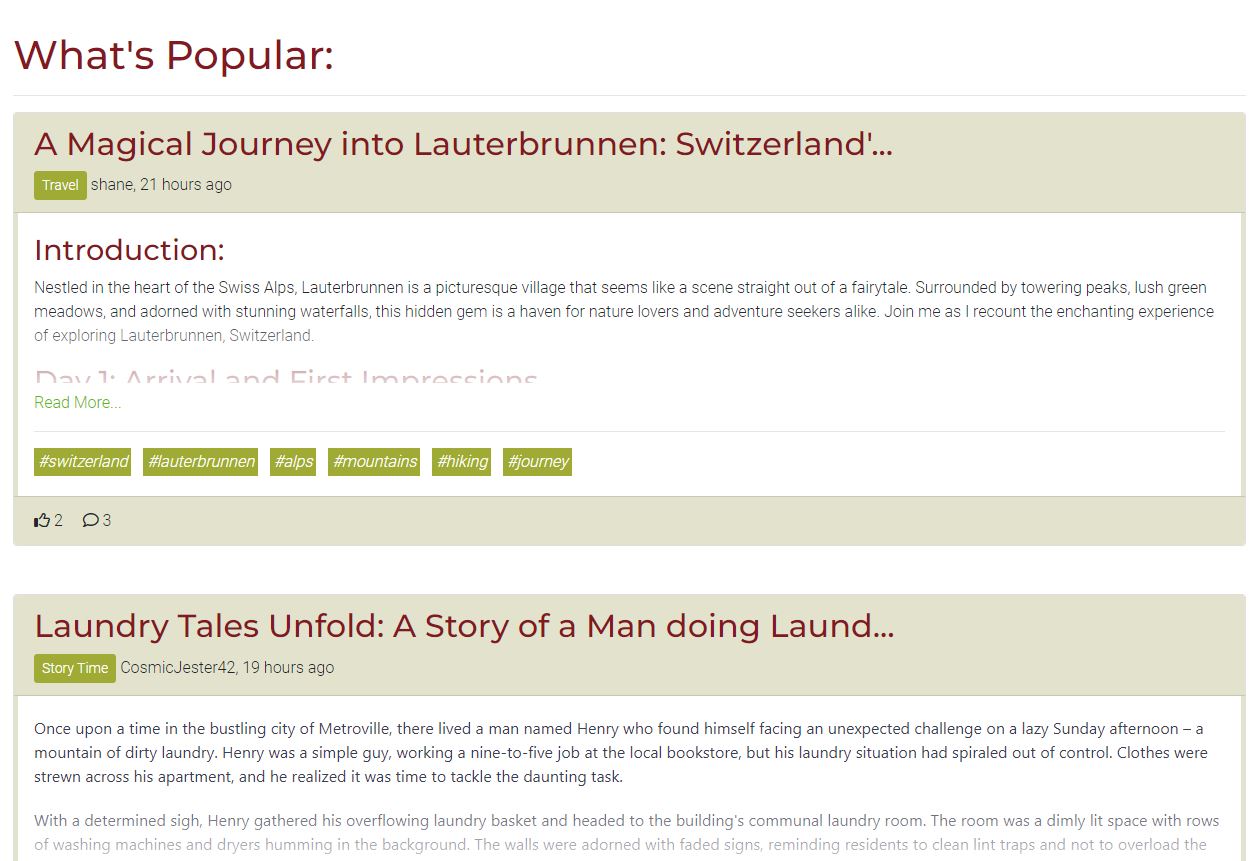 What's Popular:
A Magical Journey into Lauterbrunnen: Switzerland'...
Travel shane, 21 hours ago
Introduction:
Nestled in the heart of the Swiss Alps, Lauterbrunnen is a picturesque village that seems like a scene straight out of a fairytale. Surrounded by towering peaks, lush green
meadows, and adorned with stunning waterfalls, this hidden gem is a haven for nature lovers and adventure seekers alike. Join me as I recount the enchanting experience
of exploring Lauterbrunnen, Switzerland.
Day 1: Arrival and First Impressions
Read More...
#switzerland #lauterbrunnen #alps #mountains #hiking #journey
2 3
Laundry Tales Unfold: A Story of a Man doing Laund...
Story Time CosmicJester42, 19 hours ago
Once upon a time in the bustling city of Metroville, there lived a man named Henry who found himself facing an unexpected challenge on a lazy Sunday afternoon – a
mountain of dirty laundry. Henry was a simple guy, working a nine-to-five job at the local bookstore, but his laundry situation had spiraled out of control. Clothes were
strewn across his apartment, and he realized it was time to tackle the daunting task.
With a determined sigh, Henry gathered his overflowing laundry basket and headed to the building's communal laundry room. The room was a dimly lit space with rows
of washing machines and dryers humming in the background. The walls were adorned with faded signs, reminding residents to clean lint traps and not to overload the